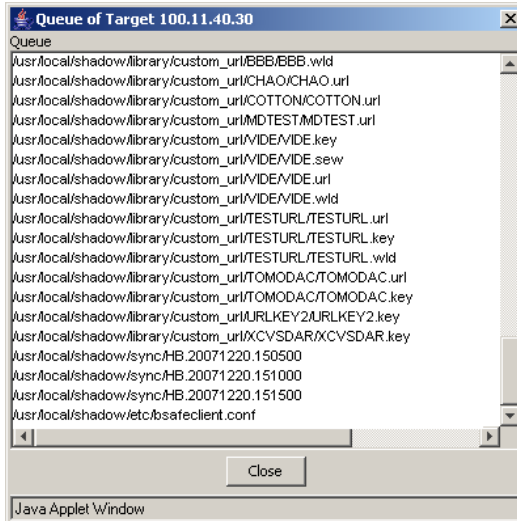 Queue of Target 100.11.40.30
Queue
/usr/local/shadow/library/custom_url/BBB/BBB.wld
/usr/local/shadow/library/custom_url/CHAO/CHAO.url
/usr/local/shadow/library/custom_url/COTTON/COTTON.url
/usr/local/shadow/library/custom_url/MDTEST/MDTEST.url
/usr/local/shadow/library/custom_url/VIDE/VIDE.key
/usr/local/shadow/library/custom_url/VIDE/VIDE.sew
/usr/local/shadow/library/custom_url/VIDE/VIDE.url
/usr/local/shadow/library/custom_url/VIDE/VIDE.wld
/usr/local/shadow/library/custom_url/TESTURL/TESTURL.url
/usr/local/shadow/library/custom_url/TESTURL/TESTURL.key
/usr/local/shadow/library/custom_url/TESTURL/TESTURL.wld
/usr/local/shadow/library/custom_url/TOMODAC/TOMODAC.url
/usr/local/shadow/library/custom_url/TOMODAC/TOMODAC.key
/usr/local/shadow/library/custom_url/URLKEY2/URLKEY2.key
/usr/local/shadow/library/custom_url/XCVSDAR/XCVSDAR.key
/usr/local/shadow/sync/HB.20071220.150500
/usr/local/shadow/sync/HB.20071220.151000
/usr/local/shadow/sync/HB.20071220.151500
/usr/local/shadow/etc/bsafeclient.conf
Close
Java Applet Window